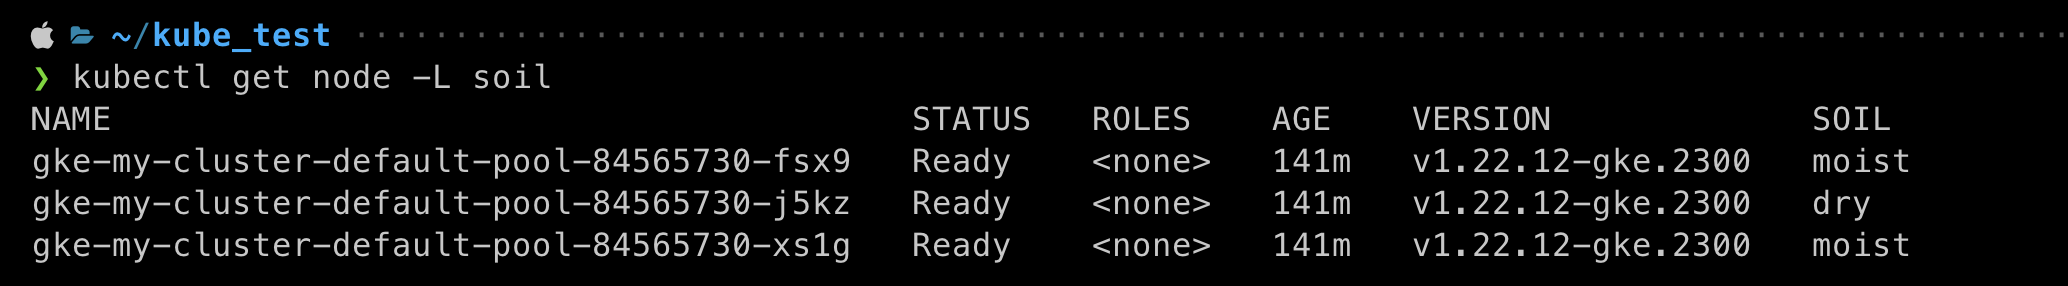 ~/kube_test
❯ kubectl get node -L soil
NAME STATUS ROLES AGE VERSION SOIL
gke-my-cluster-default-pool-84565730-fsx9 Ready <none> 141m v1.22.12-gke.2300 moist
gke-my-cluster-default-pool-84565730-j5kz Ready <none> 141m v1.22.12-gke.2300 dry
gke-my-cluster-default-pool-84565730-xs1g Ready <none> 141m v1.22.12-gke.2300 moist